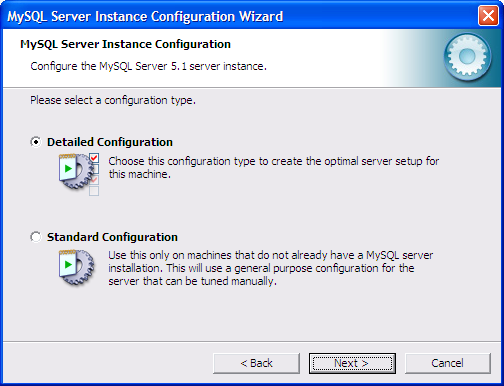 MySQL Server Instance Configuration Wizard
MySQL Server Instance Configuration
Configure the MySQL Server 5.1 server instance.
Please select a configuration type.
Detailed Configuration
Choose this configuration type to create the optimal server setup for
this machine.
Standard Configuration
Use this only on machines that do not already have a MySQL server
installation. This will use a general purpose configuration for the
server that can be tuned manually.
< Back Next > Cancel